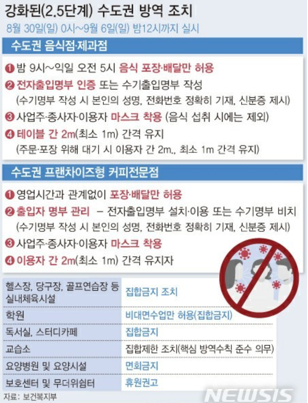 강화된(2.5단계) 수도권 방역 조치
8월 30일(일) 0시~9월 6일(일) 밤12시까지 실시
수도권 음식점·제과점
❶ 밤 9시~익일 오전 5시 음식 포장·배달만 허용
❷ 전자출입명부 인증 또는 수기출입명부 작성
(수기명부 작성 시 본인의 성명, 전화번호 정확히 기재, 신분증 제시)
❸ 사업주·종사자·이용자 마스크 착용 (음식 섭취 시에는 제외)
❹ 테이블 간 2m(최소 1m) 간격 유지
(주문·포장 위해 대기 시 이용자 간 2m, 최소 1m 간격 유지)
수도권 프랜차이즈형 커피전문점
❶ 영업시간과 관계없이 포장·배달만 허용
❷ 출입자 명부 관리 - 전자출입명부 설치·이용 또는 수기명부 비치
(수기명부 작성 시 본인의 성명, 전화번호 정확히 기재, 신분증 제시)
❸ 사업주·종사자·이용자 마스크 착용
❹ 이용자 간 2m(최소 1m) 간격 유지자
헬스장, 당구장, 골프연습장 등 실내체육시설 집합금지 조치
학원 비대면수업만 허용(집합금지)
독서실, 스터디카페 집합금지
교습소 집합제한 조치(핵심 방역수칙 준수 의무)
요양병원 및 요양시설 면회금지
보호센터 및 무더위쉼터 휴원권고
자료: 보건복지부
NEWSIS